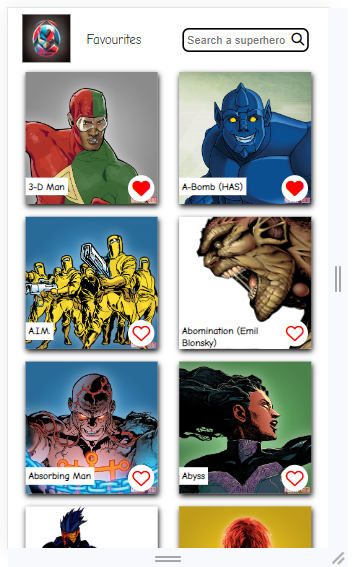 Favourites
Search a superhero
3-D Man
A-Bomb (HAS)
A.I.M.
Abomination (Emil
Blonsky)
Absorbing Man
Abyss